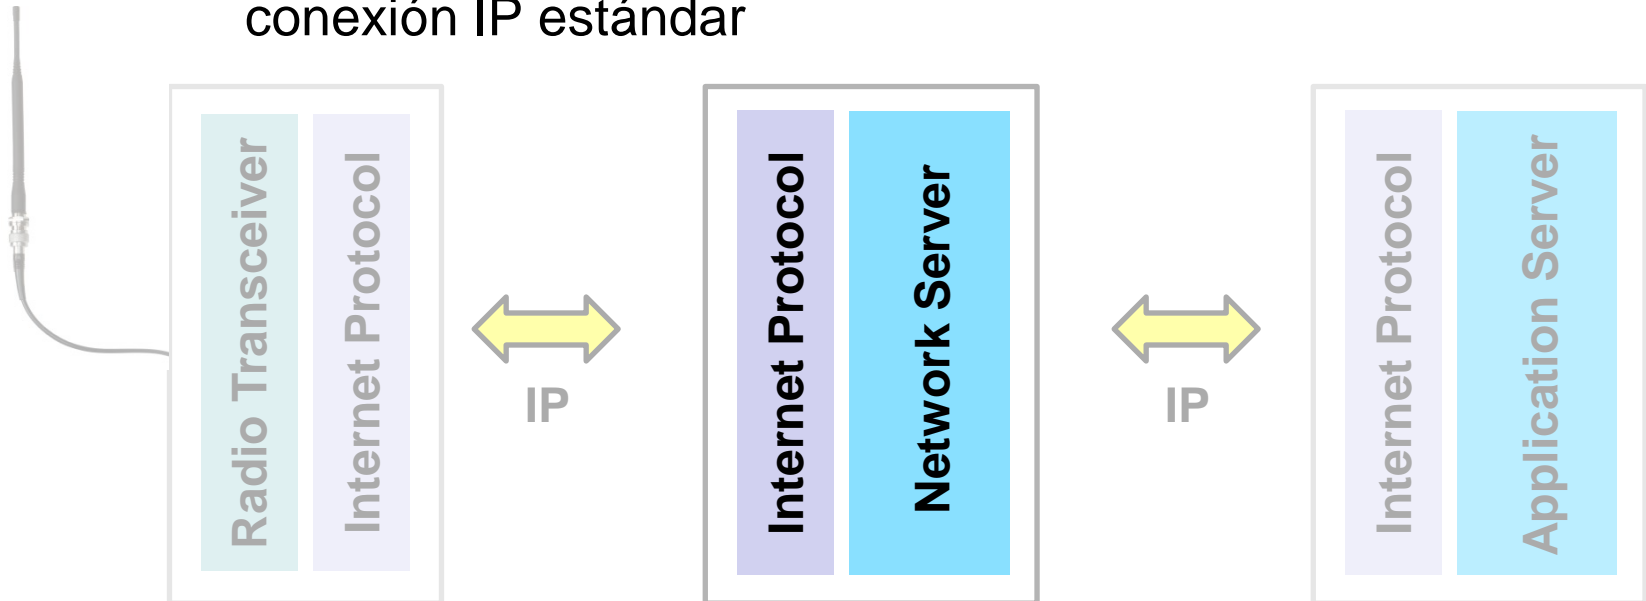 conexión IP estándar
Radio Transceiver
Internet Protocol
IP
Internet Protocol
Network Server
IP
Internet Protocol
Application Server